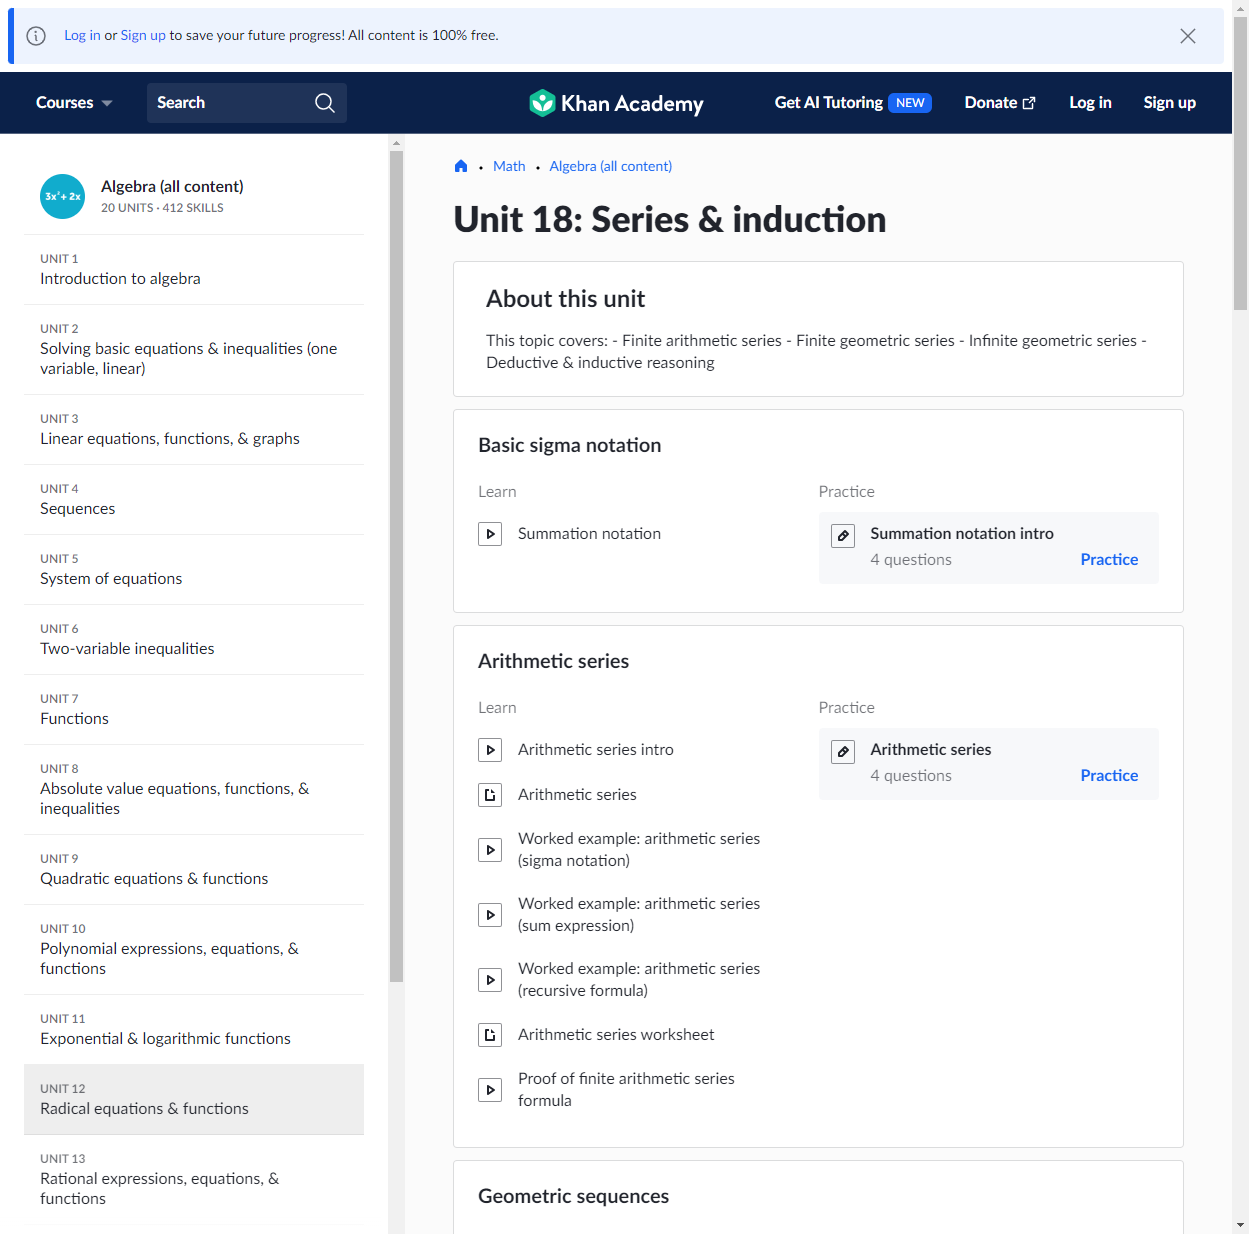 Log in or Sign up to save your future progress! All content is 100% free.
Courses
Search
Khan Academy
Get AI Tutoring NEW
Donate
Log in
Sign up
3x²+ 2x
Algebra (all content)
20 UNITS · 412 SKILLS
UNIT 1
Introduction to algebra
UNIT 2
Solving basic equations & inequalities (one
variable, linear)
UNIT 3
Linear equations, functions, & graphs
UNIT 4
Sequences
UNIT 5
System of equations
UNIT 6
Two-variable inequalities
UNIT 7
Functions
UNIT 8
Absolute value equations, functions, &
inequalities
UNIT 9
Quadratic equations & functions
UNIT 10
Polynomial expressions, equations, &
functions
UNIT 11
Exponential & logarithmic functions
UNIT 12
Radical equations & functions
UNIT 13
Rational expressions, equations, &
functions
• Math • Algebra (all content)
Unit 18: Series & induction
About this unit
This topic covers: - Finite arithmetic series - Finite geometric series - Infinite geometric series -
Deductive & inductive reasoning
Basic sigma notation
Learn
Summation notation
Practice
Summation notation intro
4 questions
Practice
Arithmetic series
Learn
Arithmetic series intro
Arithmetic series
Worked example: arithmetic series
(sigma notation)
Worked example: arithmetic series
(sum expression)
Worked example: arithmetic series
(recursive formula)
Arithmetic series worksheet
Proof of finite arithmetic series
formula
Practice
Arithmetic series
4 questions
Practice
Geometric sequences